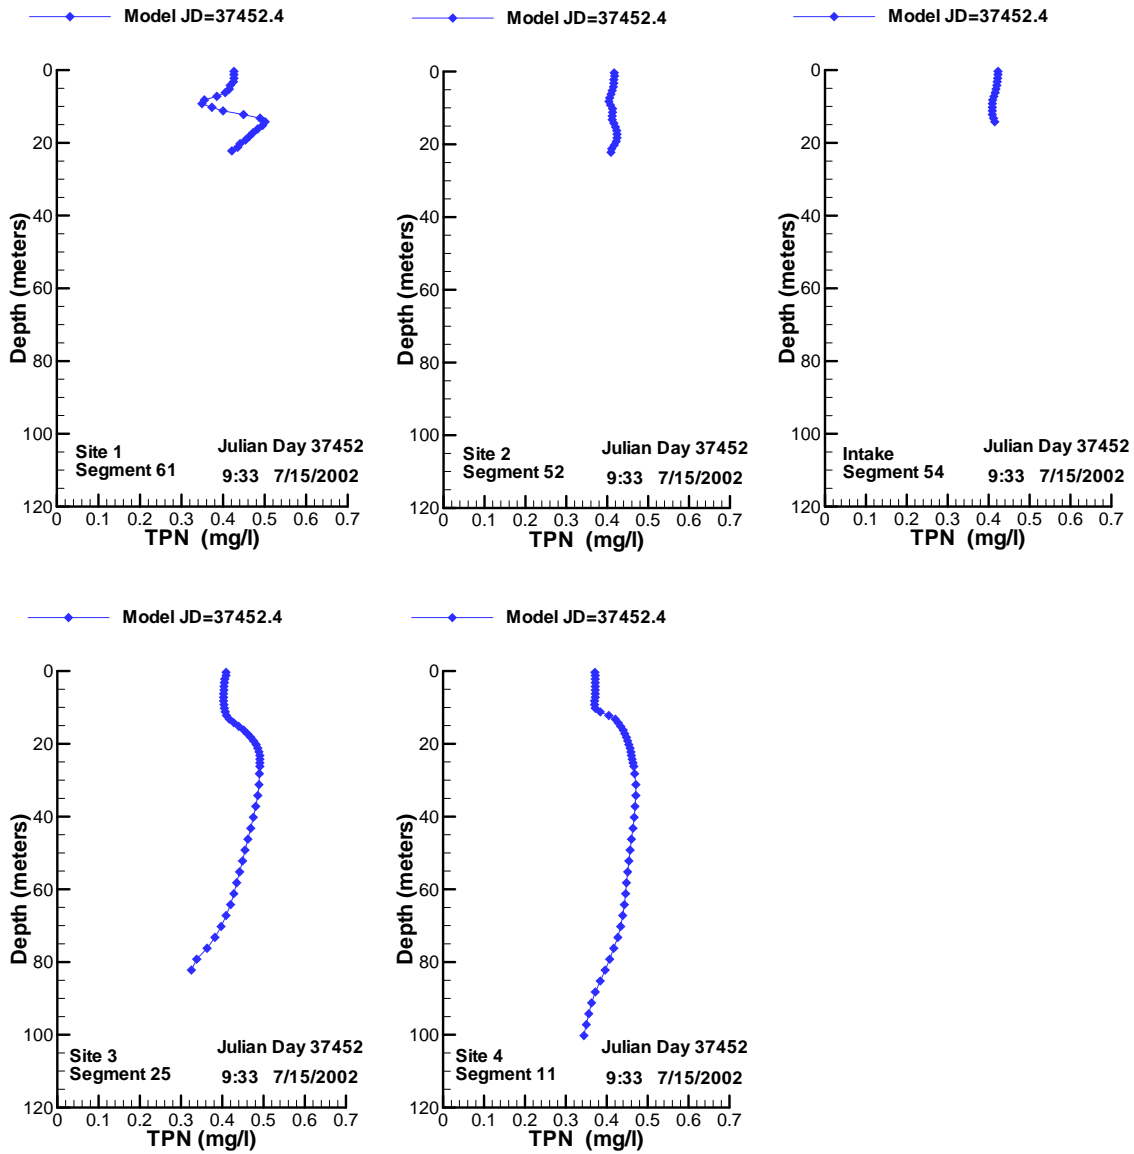 Model JD=37452.4
0
20
40
60
80
100
120
Depth (meters)
Site 1
Segment 61
Julian Day 37452
9:33 7/15/2002
0 0.1 0.2 0.3 0.4 0.5 0.6 0.7
TPN (mg/l)
Model JD=37452.4
0
20
40
60
80
100
120
Depth (meters)
Site 2
Segment 52
Julian Day 37452
9:33 7/15/2002
0 0.1 0.2 0.3 0.4 0.5 0.6 0.7
TPN (mg/l)
Model JD=37452.4
0
20
40
60
80
100
120
Depth (meters)
Intake
Segment 54
Julian Day 37452
9:33 7/15/2002
0 0.1 0.2 0.3 0.4 0.5 0.6 0.7
TPN (mg/l)
Model JD=37452.4
0
20
40
60
80
100
120
Depth (meters)
Site 3
Segment 25
Julian Day 37452
9:33 7/15/2002
0 0.1 0.2 0.3 0.4 0.5 0.6 0.7
TPN (mg/l)
Model JD=37452.4
0
20
40
60
80
100
120
Depth (meters)
Site 4
Segment 11
Julian Day 37452
9:33 7/15/2002
0 0.1 0.2 0.3 0.4 0.5 0.6 0.7
TPN (mg/l)